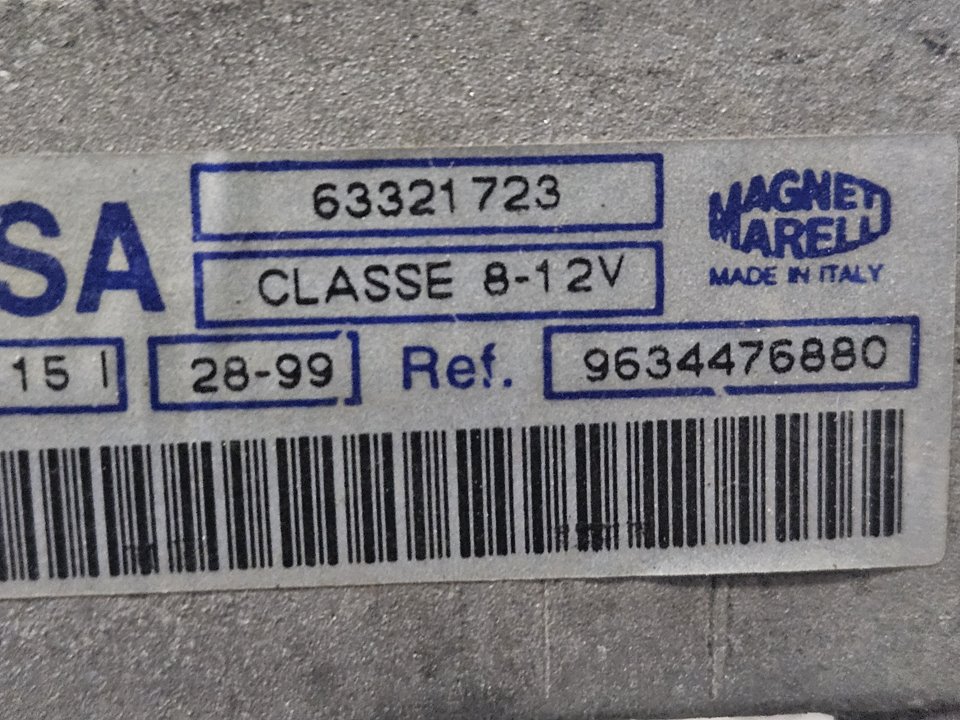 63321723
MAGNETI
MARELLI
SA
CLASSE 8-12V
MADE IN ITALY
15 I
28-99
Ref.
9634476880